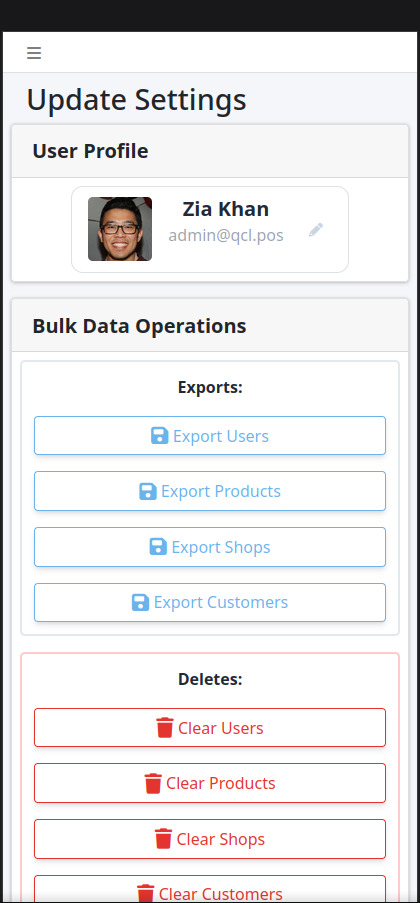 Update Settings
User Profile
Zia Khan
admin@qcl.pos
Bulk Data Operations
Exports:
Export Users
Export Products
Export Shops
Export Customers
Deletes:
Clear Users
Clear Products
Clear Shops
Clear Customers